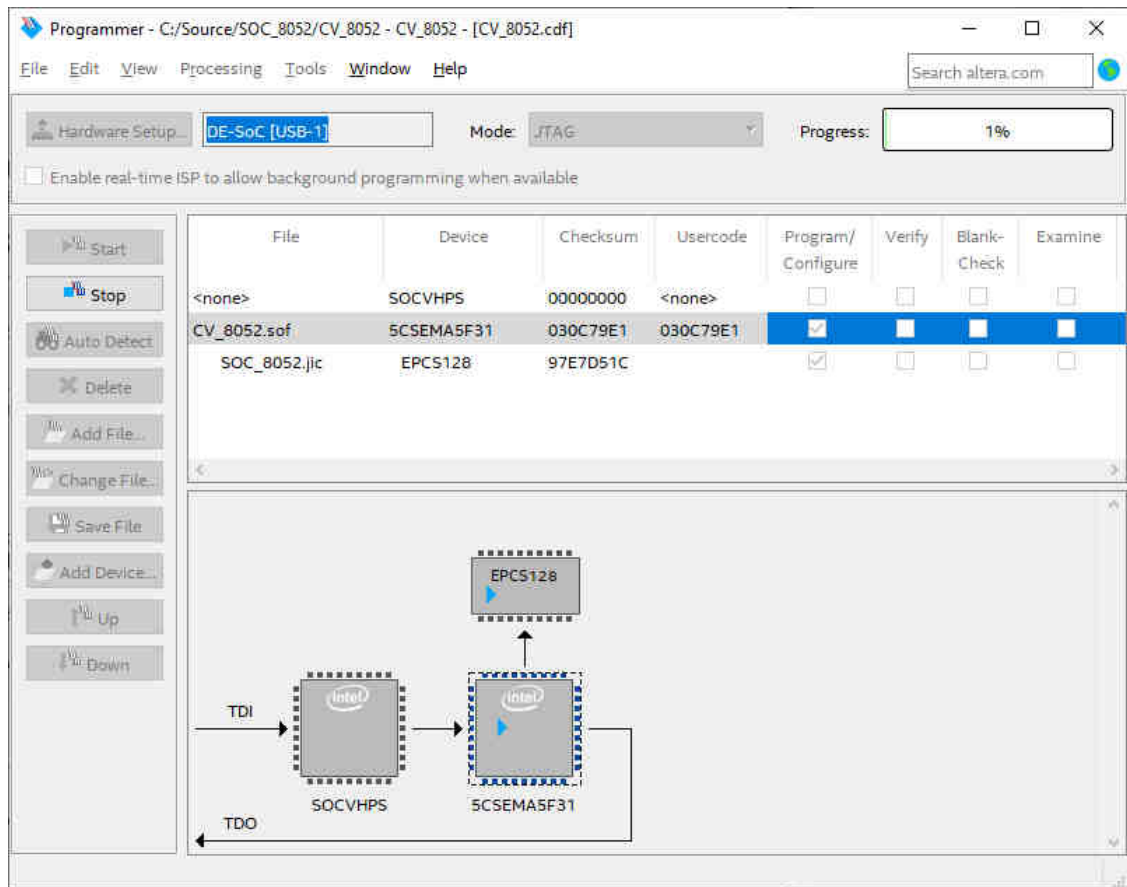 Programmer - C:/Source/SOC_8052/CV_8052 - CV_8052 - [CV_8052.cdf]
File Edit View Processing Tools Window Help
Search altera.com
Hardware Setup... DE-SoC [USB-1] Mode: JTAG Progress: 1%
Enable real-time ISP to allow background programming when available
Start
Stop
Auto Detect
Delete
Add File...
Change File...
Save File
Add Device...
Up
Down
File Device Checksum Usercode Program/ Configure Verify Blank- Check Examine
<none> SOCVHPS 00000000 <none>
CV_8052.sof 5CSEMA5F31 030C79E1 030C79E1
SOC_8052.jic EPCS128 97E7D51C
EPCS128
TDI
intel
intel
SOCVHPS
5CSEMA5F31
TDO